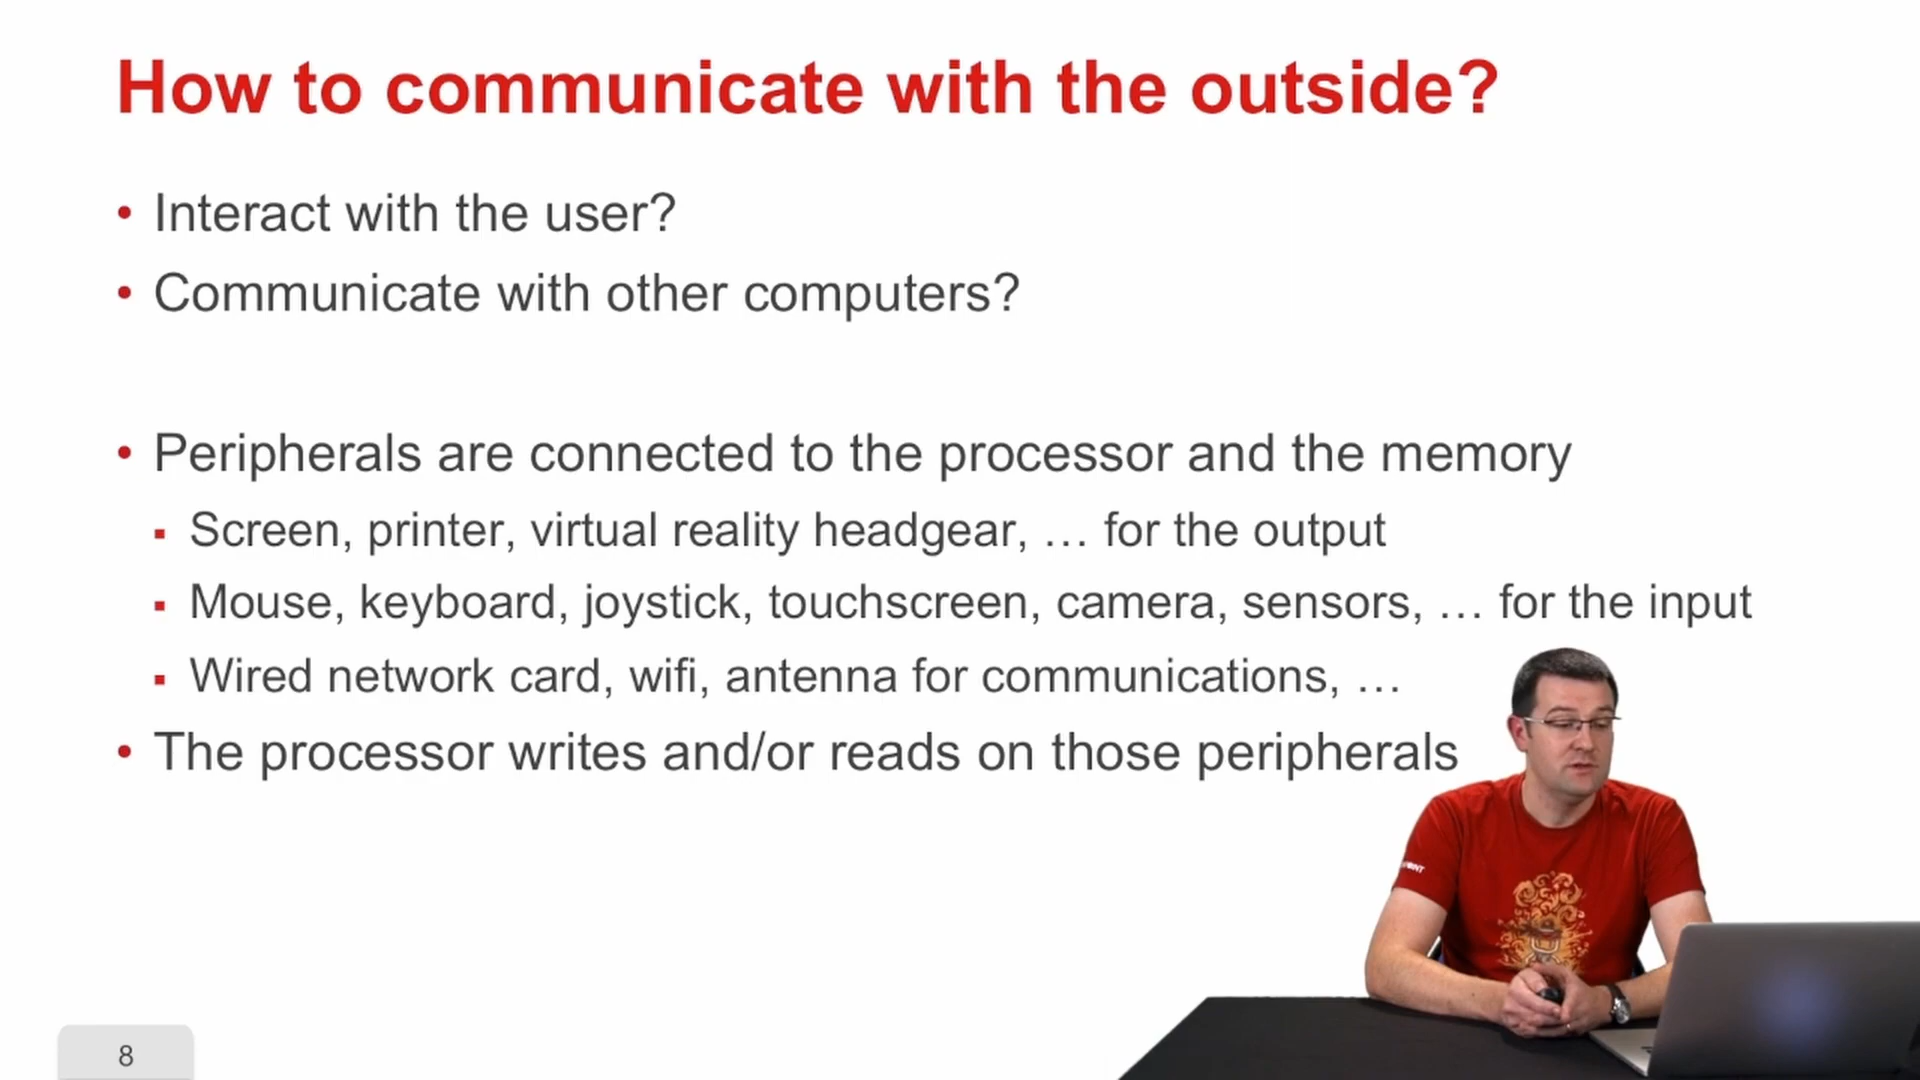 How to communicate with the outside?
• Interact with the user?
• Communicate with other computers?
• Peripherals are connected to the processor and the memory
▪ Screen, printer, virtual reality headgear, … for the output
▪ Mouse, keyboard, joystick, touchscreen, camera, sensors, … for the input
▪ Wired network card, wifi, antenna for communications, …
• The processor writes and/or reads on those peripherals
8